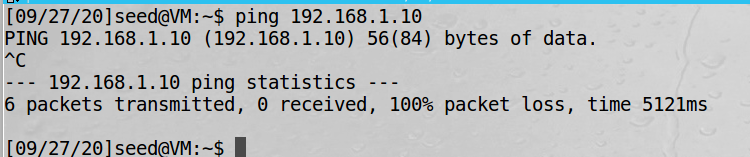 [09/27/20]seed@VM:~$ ping 192.168.1.10
PING 192.168.1.10 (192.168.1.10) 56(84) bytes of data.
^C
--- 192.168.1.10 ping statistics ---
6 packets transmitted, 0 received, 100% packet loss, time 5121ms
[09/27/20]seed@VM:~$